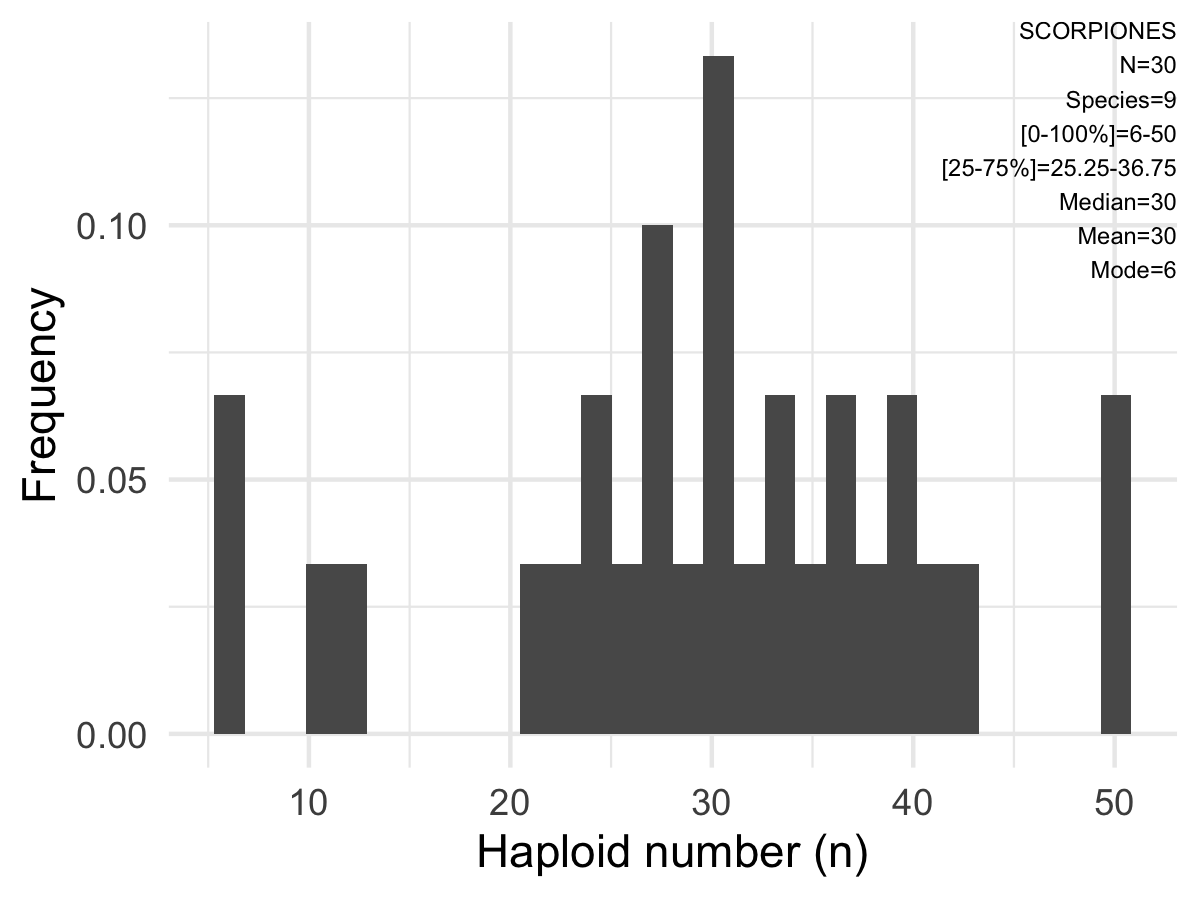 SCORPIONES
N=30
Species=9
[0-100%]=6-50
[25-75%]=25.25-36.75
Median=30
Mean=30
Mode=6
Frequency
0.10
0.05
0.00
10 20 30 40 50
Haploid number (n)